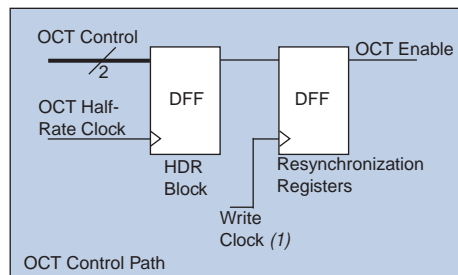 OCT Control
2
OCT Enable
DFF
DFF
OCT Half-
Rate Clock
HDR
Block
Resynchronization
Registers
Write
Clock (1)
OCT Control Path